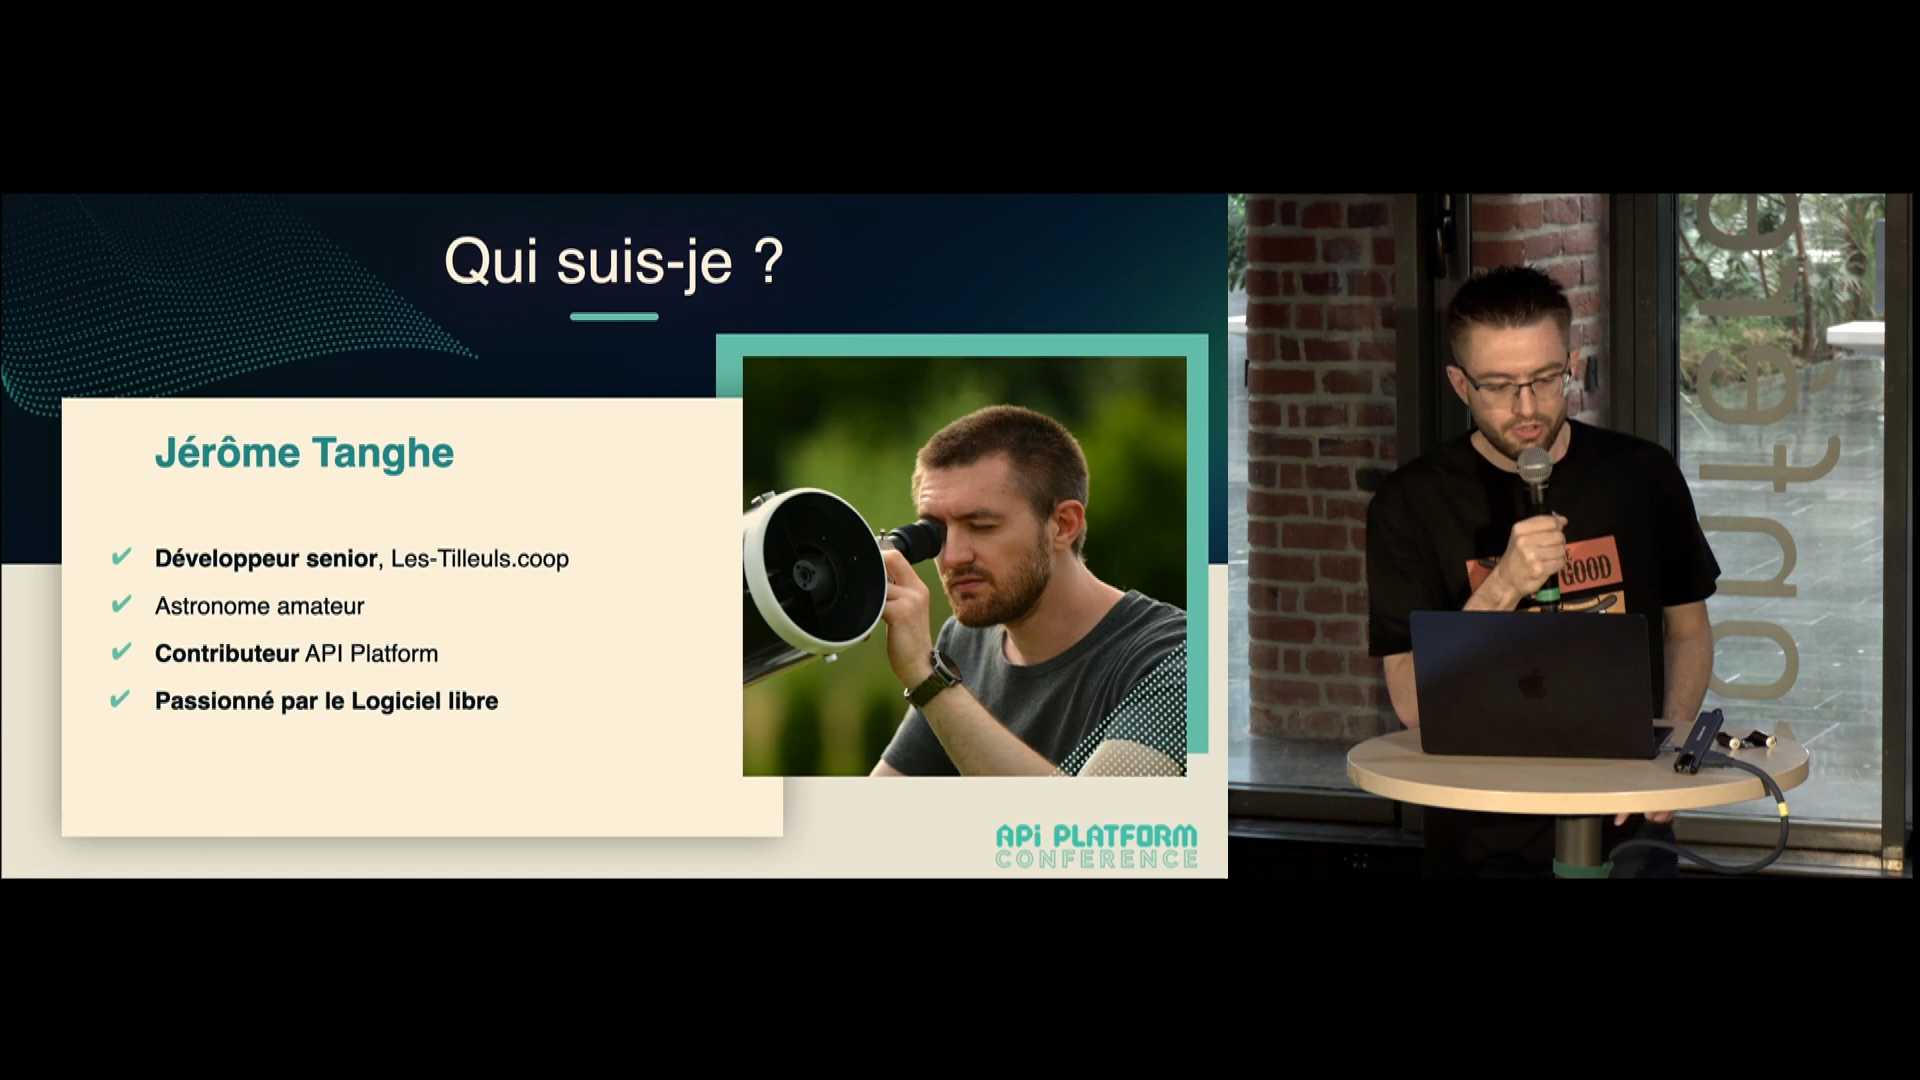 Qui suis-je ?
Jérôme Tanghe
✔ Développeur senior, Les-Tilleuls.coop
✔ Astronome amateur
✔ Contributeur API Platform
✔ Passionné par le Logiciel libre
APi PLATFORM
CONFERENCE
GOOD